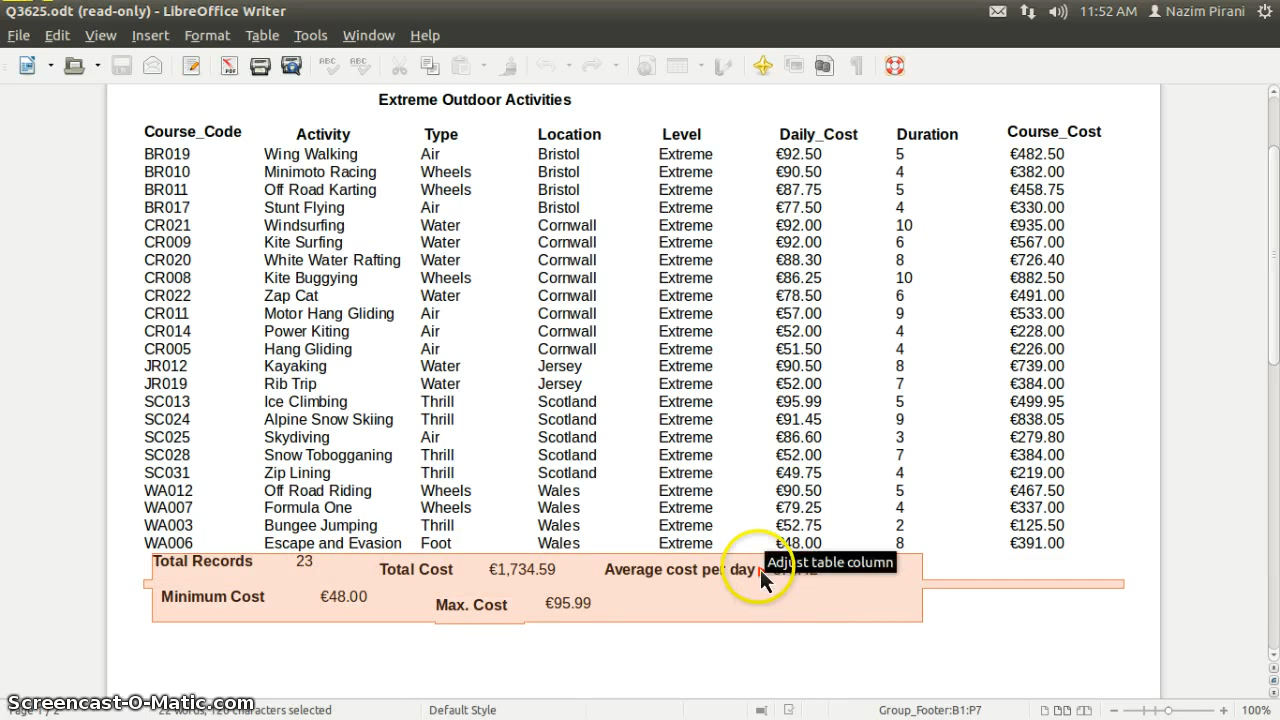 Q3625.odt (read-only) - LibreOffice Writer 11:52 AM Nazim Pirani
File Edit View Insert Format Table Tools Window Help
Extreme Outdoor Activities
Course_Code Activity Type Location Level Daily_Cost Duration Course_Cost
BR019 Wing Walking Air Bristol Extreme €92.50 5 €482.50
BR010 Minimoto Racing Wheels Bristol Extreme €90.50 4 €382.00
BR011 Off Road Karting Wheels Bristol Extreme €87.75 5 €458.75
BR017 Stunt Flying Air Bristol Extreme €77.50 4 €330.00
CR021 Windsurfing Water Cornwall Extreme €92.00 10 €935.00
CR009 Kite Surfing Water Cornwall Extreme €92.00 6 €567.00
CR020 White Water Rafting Water Cornwall Extreme €88.30 8 €726.40
CR008 Kite Buggying Wheels Cornwall Extreme €86.25 10 €882.50
CR022 Zap Cat Water Cornwall Extreme €78.50 6 €491.00
CR011 Motor Hang Gliding Air Cornwall Extreme €57.00 9 €533.00
CR014 Power Kiting Air Cornwall Extreme €52.00 4 €228.00
CR005 Hang Gliding Air Cornwall Extreme €51.50 4 €226.00
JR012 Kayaking Water Jersey Extreme €90.50 8 €739.00
JR019 Rib Trip Water Jersey Extreme €52.00 7 €384.00
SC013 Ice Climbing Thrill Scotland Extreme €95.99 5 €499.95
SC024 Alpine Snow Skiing Thrill Scotland Extreme €91.45 9 €838.05
SC025 Skydiving Air Scotland Extreme €86.60 3 €279.80
SC028 Snow Tobogganing Thrill Scotland Extreme €52.00 7 €384.00
SC031 Zip Lining Thrill Scotland Extreme €49.75 4 €219.00
WA012 Off Road Riding Wheels Wales Extreme €90.50 5 €467.50
WA007 Formula One Wheels Wales Extreme €79.25 4 €337.00
WA003 Bungee Jumping Thrill Wales Extreme €52.75 2 €125.50
WA006 Escape and Evasion Foot Wales Extreme €48.00 8 €391.00
Total Records 23 Total Cost €1,734.59 Average cost per day
Adjust table column
Minimum Cost €48.00 Max. Cost €95.99
Screencast-O-Matic.com
characters selected Default Style Group_Footer:B1:P7 100%